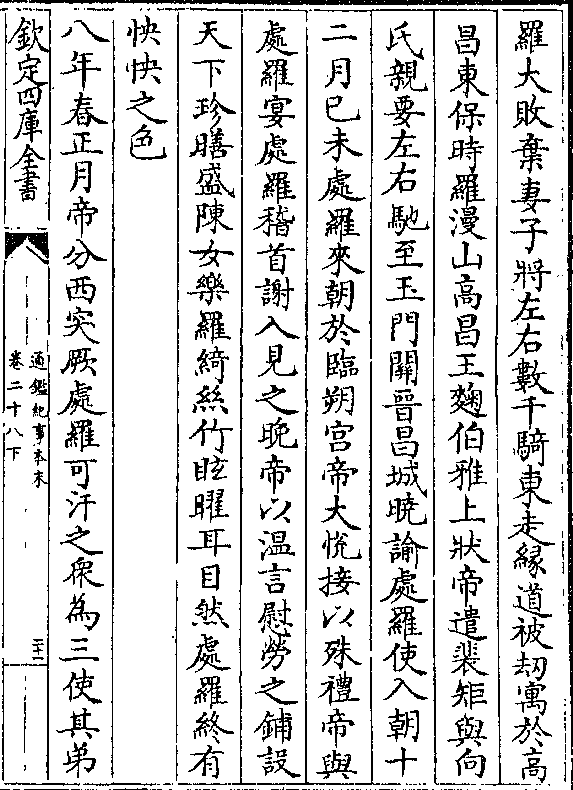 羅大敗棄妻子將左右數千騎東走緣道被刼寓於高
昌東保時羅漫山高昌王麴伯雅上狀帝遣裴矩與向
氏親要左右馳至玉門關晉昌城曉諭處羅使入朝十
二月已未處羅來朝於臨朔宫帝大悦接以殊禮帝與
處羅宴處羅稽首謝入見之晚帝以温言慰勞之鋪設
天下珍膳盛陳女樂羅綺絲竹眩曜耳目然處羅終有
怏怏之色
八年春正月帝分西突厥處羅可汗之衆為三使其弟
欽定四庫全書
通鑑紀事本末
卷二十八下
二十一